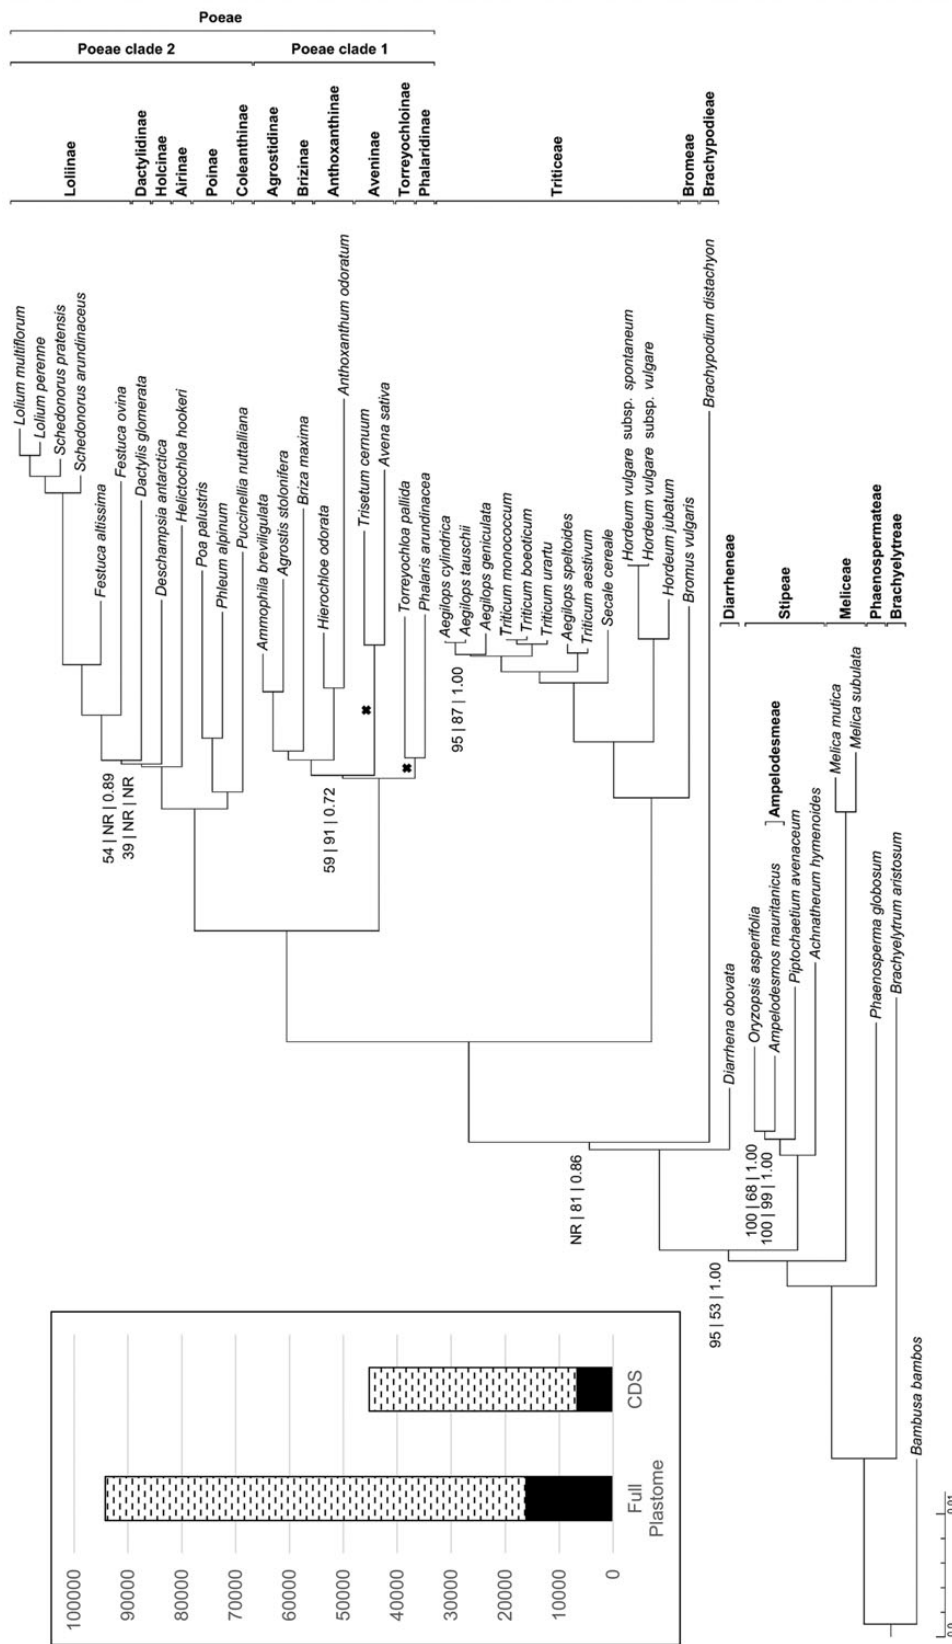 Poeae
Poeae clade 2
Poeae clade 1
Loliinae
Dactylidinae
Holcinae
Airinae
Poinae
Coleanthinae
Agrostidinae
Brizinae
Anthoxanthinae
Aveninae
Torreyochloinae
Phalaridinae
Triticeae
Bromeae
Brachypodieae
Lolium multiflorum
Lolium perenne
Schedonorus pratensis
Schedonorus arundinaceus
Festuca altissima
Festuca ovina
Dactylis glomerata
Deschampsia antarctica
Helictochloa hookeri
Poa palustris
Phleum alpinum
Puccinellia nuttalliana
Ammophila breviligulata
Agrostis stolonifera
Briza maxima
Hierochloe odorata
Anthoxanthum odoratum
Trisetum cernuum
Avena sativa
Torreyochloa pallida
Phalaris arundinacea
Aegilops cylindrica
Aegilops tauschii
Aegilops geniculata
Triticum monococcum
Triticum boeoticum
Triticum urartu
Aegilops speltoides
Triticum aestivum
Secale cereale
Hordeum vulgare subsp. spontaneum
Hordeum vulgare subsp. vulgare
Hordeum jubatum
Bromus vulgaris
Brachypodium distachyon
54 | NR | 0.89
39 | NR | NR
59 | 91 | 0.72
95 | 87 | 1.00
Diarrheneae
Stipeae
Ampelodesmeae
Meliceae
Phaenospermateae
Brachyelytreae
Diarrhena obovata
Oryzopsis asperifolia
Ampelodesmos mauritanicus
Piptochaetium avenaceum
Achnatherum hymenoides
Melica mutica
Melica subulata
Phaenosperma globosum
Brachyelytrum aristosum
Bambusa bambos
NR | 81 | 0.86
100 | 68 | 1.00
100 | 99 | 1.00
95 | 53 | 1.00
100000
90000
80000
70000
60000
50000
40000
30000
20000
10000
0
Full
Plastome
CDS
0.0
0.01